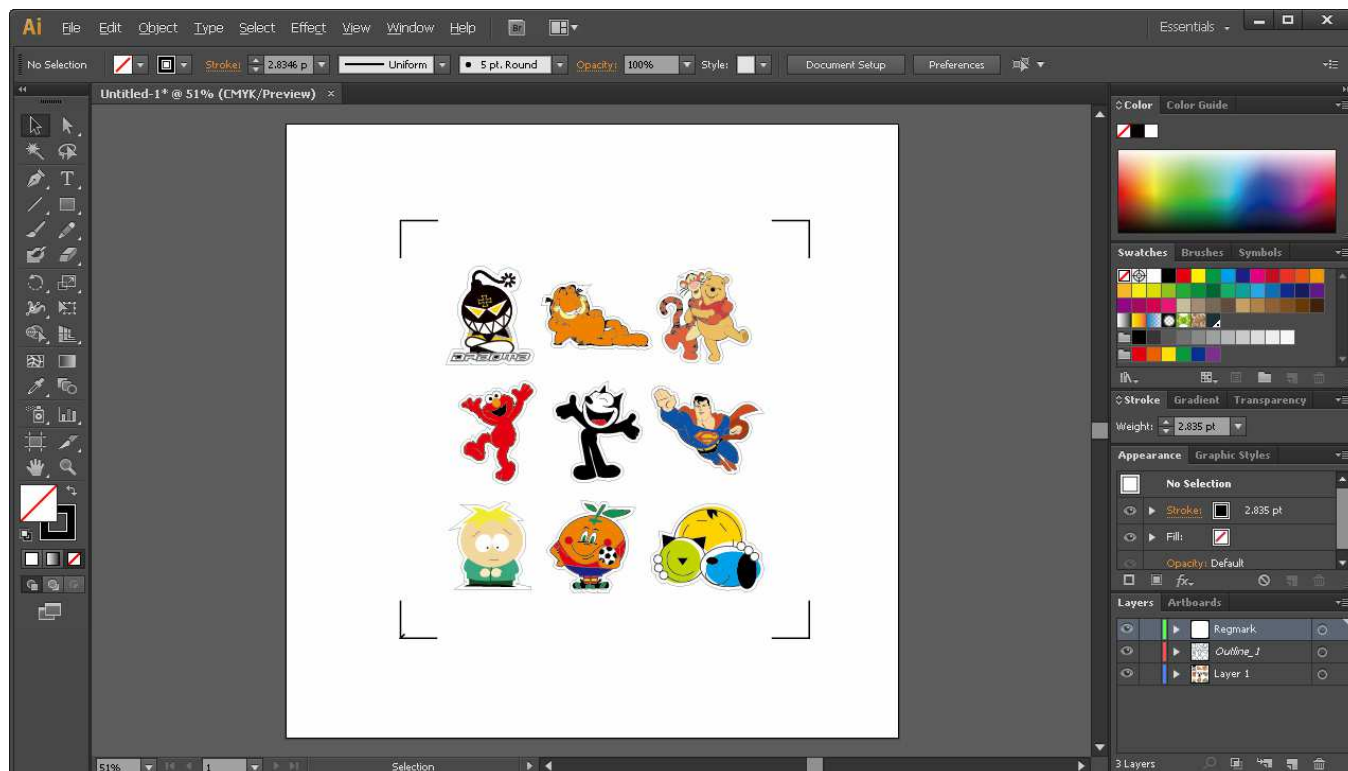 Ai File Edit Object Type Select Effect View Window Help Br Essentials
No Selection Stroke: 2.8346 p Uniform 5 pt. Round Opacity: 100% Style: Document Setup Preferences
Untitled-1* @ 51% (CMYK/Preview) ×
Color Color Guide
Swatches Brushes Symbols
Stroke Gradient Transparency
Weight: 2.835 pt
Appearance Graphic Styles
No Selection
Stroke: 2.835 pt
Fill:
Opacity: Default
fx
Layers Artboards
Regmark
Outline_1
Layer 1
3 Layers
51% 1 Selection